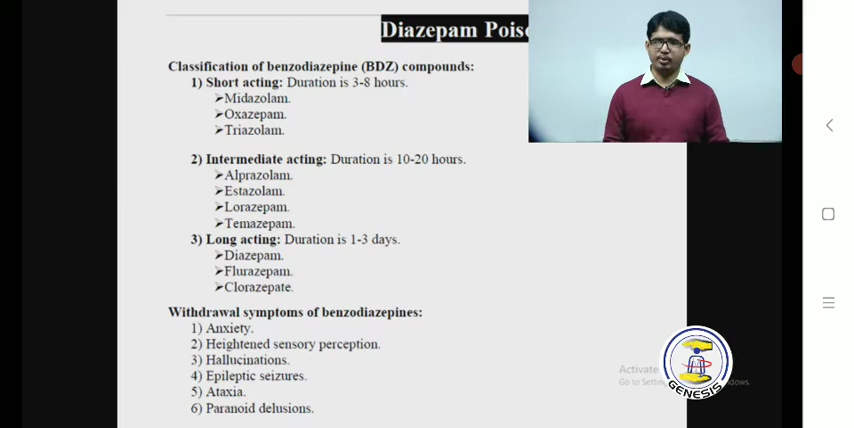 Diazepam
Classification of benzodiazepine (BDZ) compounds:
1) Short acting: Duration is 3-8 hours.
➤Midazolam.
➤Oxazepam.
➤Triazolam.
2) Intermediate acting: Duration is 10-20 hours.
➤Alprazolam.
➤Estazolam.
➤Lorazepam.
➤Temazepam.
3) Long acting: Duration is 1-3 days.
➤Diazepam.
➤Flurazepam.
➤Clorazepate.
Withdrawal symptoms of benzodiazepines:
1) Anxiety.
2) Heightened sensory perception.
3) Hallucinations.
4) Epileptic seizures.
5) Ataxia.
6) Paranoid delusions.
Activate
Go to
GENESIS